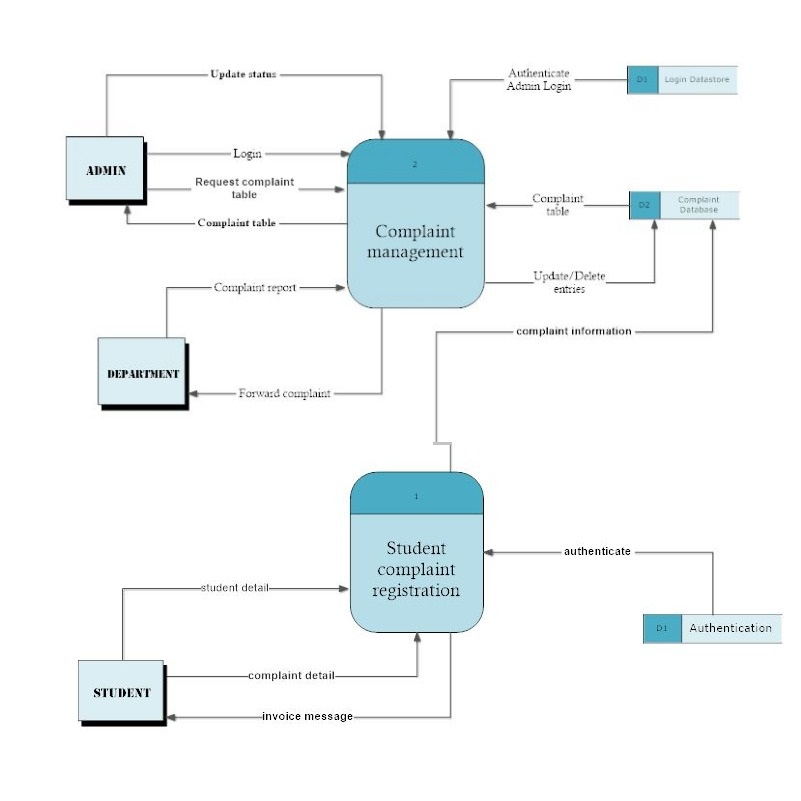 Update status
Authenticate
Admin Login
D1
Login Datastore
ADMIN
Login
2
Request complaint
table
Complaint table
Complaint
management
Complaint
table
D2
Complaint
Database
Complaint report
Update/Delete
entries
complaint information
DEPARTMENT
Forward complaint
1
Student
complaint
registration
authenticate
student detail
D1
Authentication
STUDENT
complaint detail
invoice message